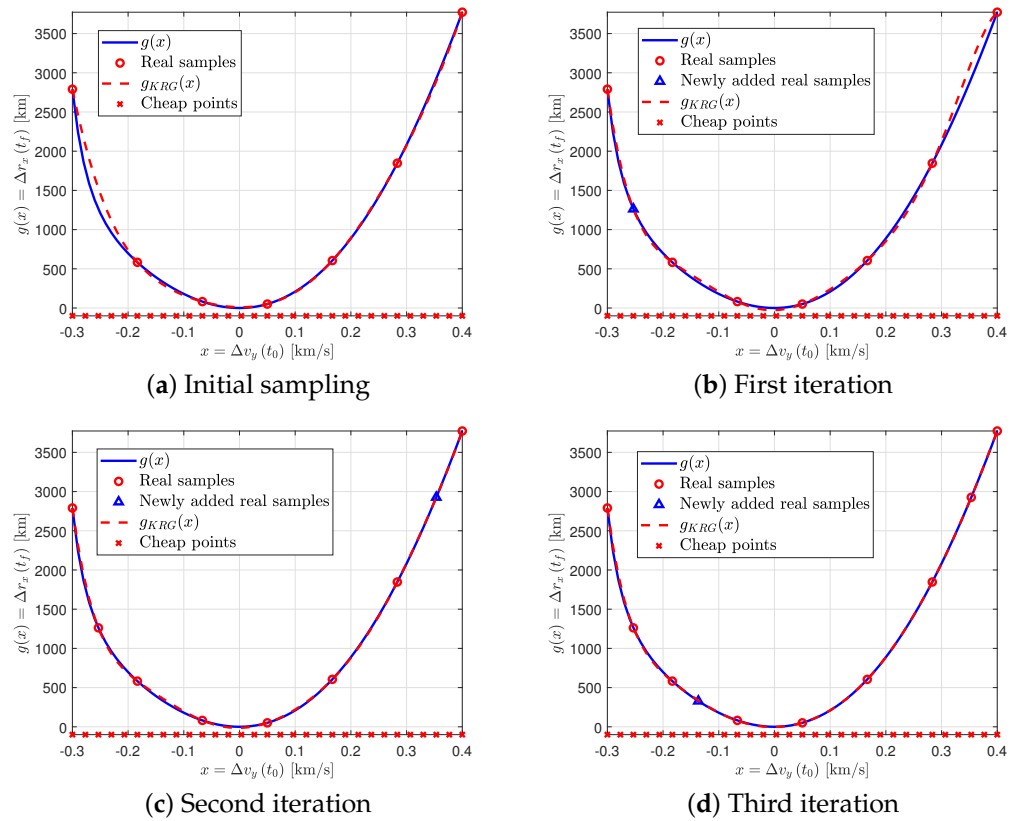 3500
3000
2500
2000
1500
1000
500
0
g(x) = Δr_x (t_f) [km]
g(x)
Real samples
g_{KRG}(x)
Cheap points
-0.3 -0.2 -0.1 0 0.1 0.2 0.3 0.4
x = Δv_y (t_0) [km/s]
(a) Initial sampling
3500
3000
2500
2000
1500
1000
500
0
g(x) = Δr_x (t_f) [km]
g(x)
Real samples
Newly added real samples
g_{KRG}(x)
Cheap points
-0.3 -0.2 -0.1 0 0.1 0.2 0.3 0.4
x = Δv_y (t_0) [km/s]
(b) First iteration
3500
3000
2500
2000
1500
1000
500
0
g(x) = Δr_x (t_f) [km]
g(x)
Real samples
Newly added real samples
g_{KRG}(x)
Cheap points
-0.3 -0.2 -0.1 0 0.1 0.2 0.3 0.4
x = Δv_y (t_0) [km/s]
(c) Second iteration
3500
3000
2500
2000
1500
1000
500
0
g(x) = Δr_x (t_f) [km]
g(x)
Real samples
Newly added real samples
g_{KRG}(x)
Cheap points
-0.3 -0.2 -0.1 0 0.1 0.2 0.3 0.4
x = Δv_y (t_0) [km/s]
(d) Third iteration